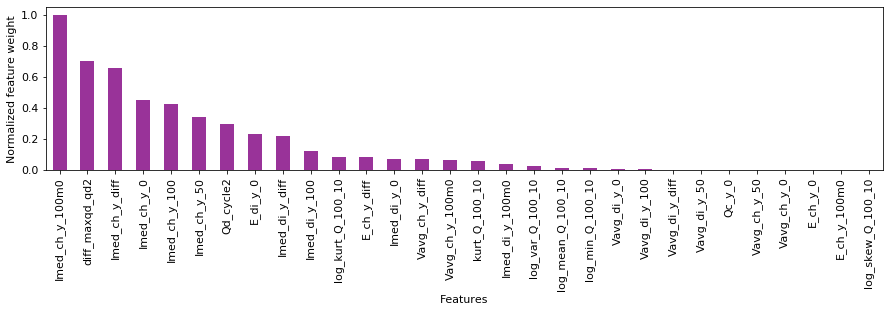 Normalized feature weight
1.0
0.8
0.6
0.4
0.2
0.0
Imed_ch_y_100m0
diff_maxqd_qd2
Imed_ch_y_diff
Imed_ch_y_0
Imed_ch_y_100
Imed_ch_y_50
Qd_cycle2
E_di_y_0
Imed_di_y_diff
Imed_di_y_100
log_kurt_Q_100_10
E_ch_y_diff
Imed_di_y_0
Vavg_ch_y_diff
Vavg_ch_y_100m0
kurt_Q_100_10
Imed_di_y_100m0
log_var_Q_100_10
log_mean_Q_100_10
log_min_Q_100_10
Vavg_di_y_0
Vavg_di_y_100
Vavg_di_y_diff
Vavg_di_y_50
Qc_y_0
Vavg_ch_y_50
Vavg_ch_y_0
E_ch_y_0
E_ch_y_100m0
log_skew_Q_100_10
Features